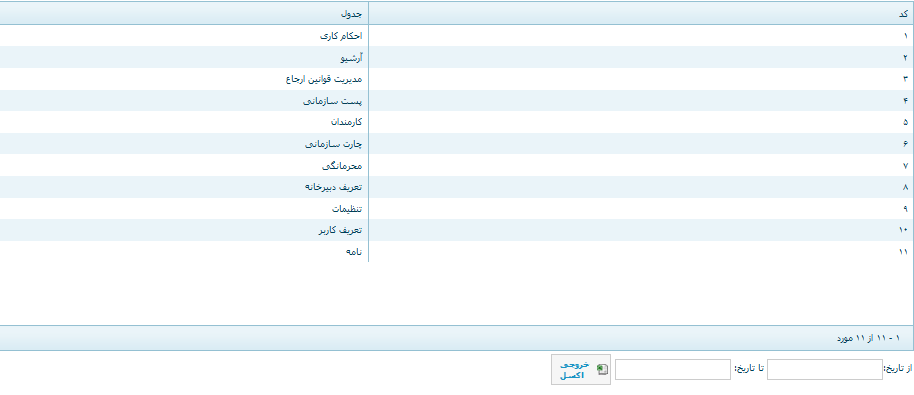 کد جدول
۱ احکام کاری
۲ آرشیو
۳ مدیریت قوانین ارجاع
۴ پست سازمانی
۵ کارمندان
۶ چارت سازمانی
۷ محرمانگی
۸ تعریف دبیرخانه
۹ تنظیمات
۱۰ تعریف کاربر
۱۱ نامه
۱ - ۱۱ از ۱۱ مورد
از تاریخ: تا تاریخ: خروجی
اکسل